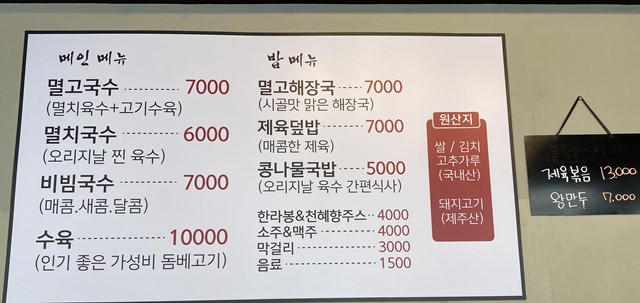 메인 메뉴
멸고국수 7000
(멸치육수+고기수육)
멸치국수 6000
(오리지날 찐 육수)
비빔국수 7000
(매콤.새콤.달콤)
수육 10000
(인기 좋은 가성비 돔베고기)
밥 메뉴
멸고해장국 7000
(시골맛 맑은 해장국)
제육덮밥 7000
(매콤한 제육)
콩나물국밥 5000
(오리지날 육수 간편식사)
한라봉&천혜향주스 4000
소주&맥주 4000
막걸리 3000
음료 1500
원산지
쌀 / 김치
고추가루
(국내산)
돼지고기
(제주산)
제육볶음 13000
왕만두 7.000